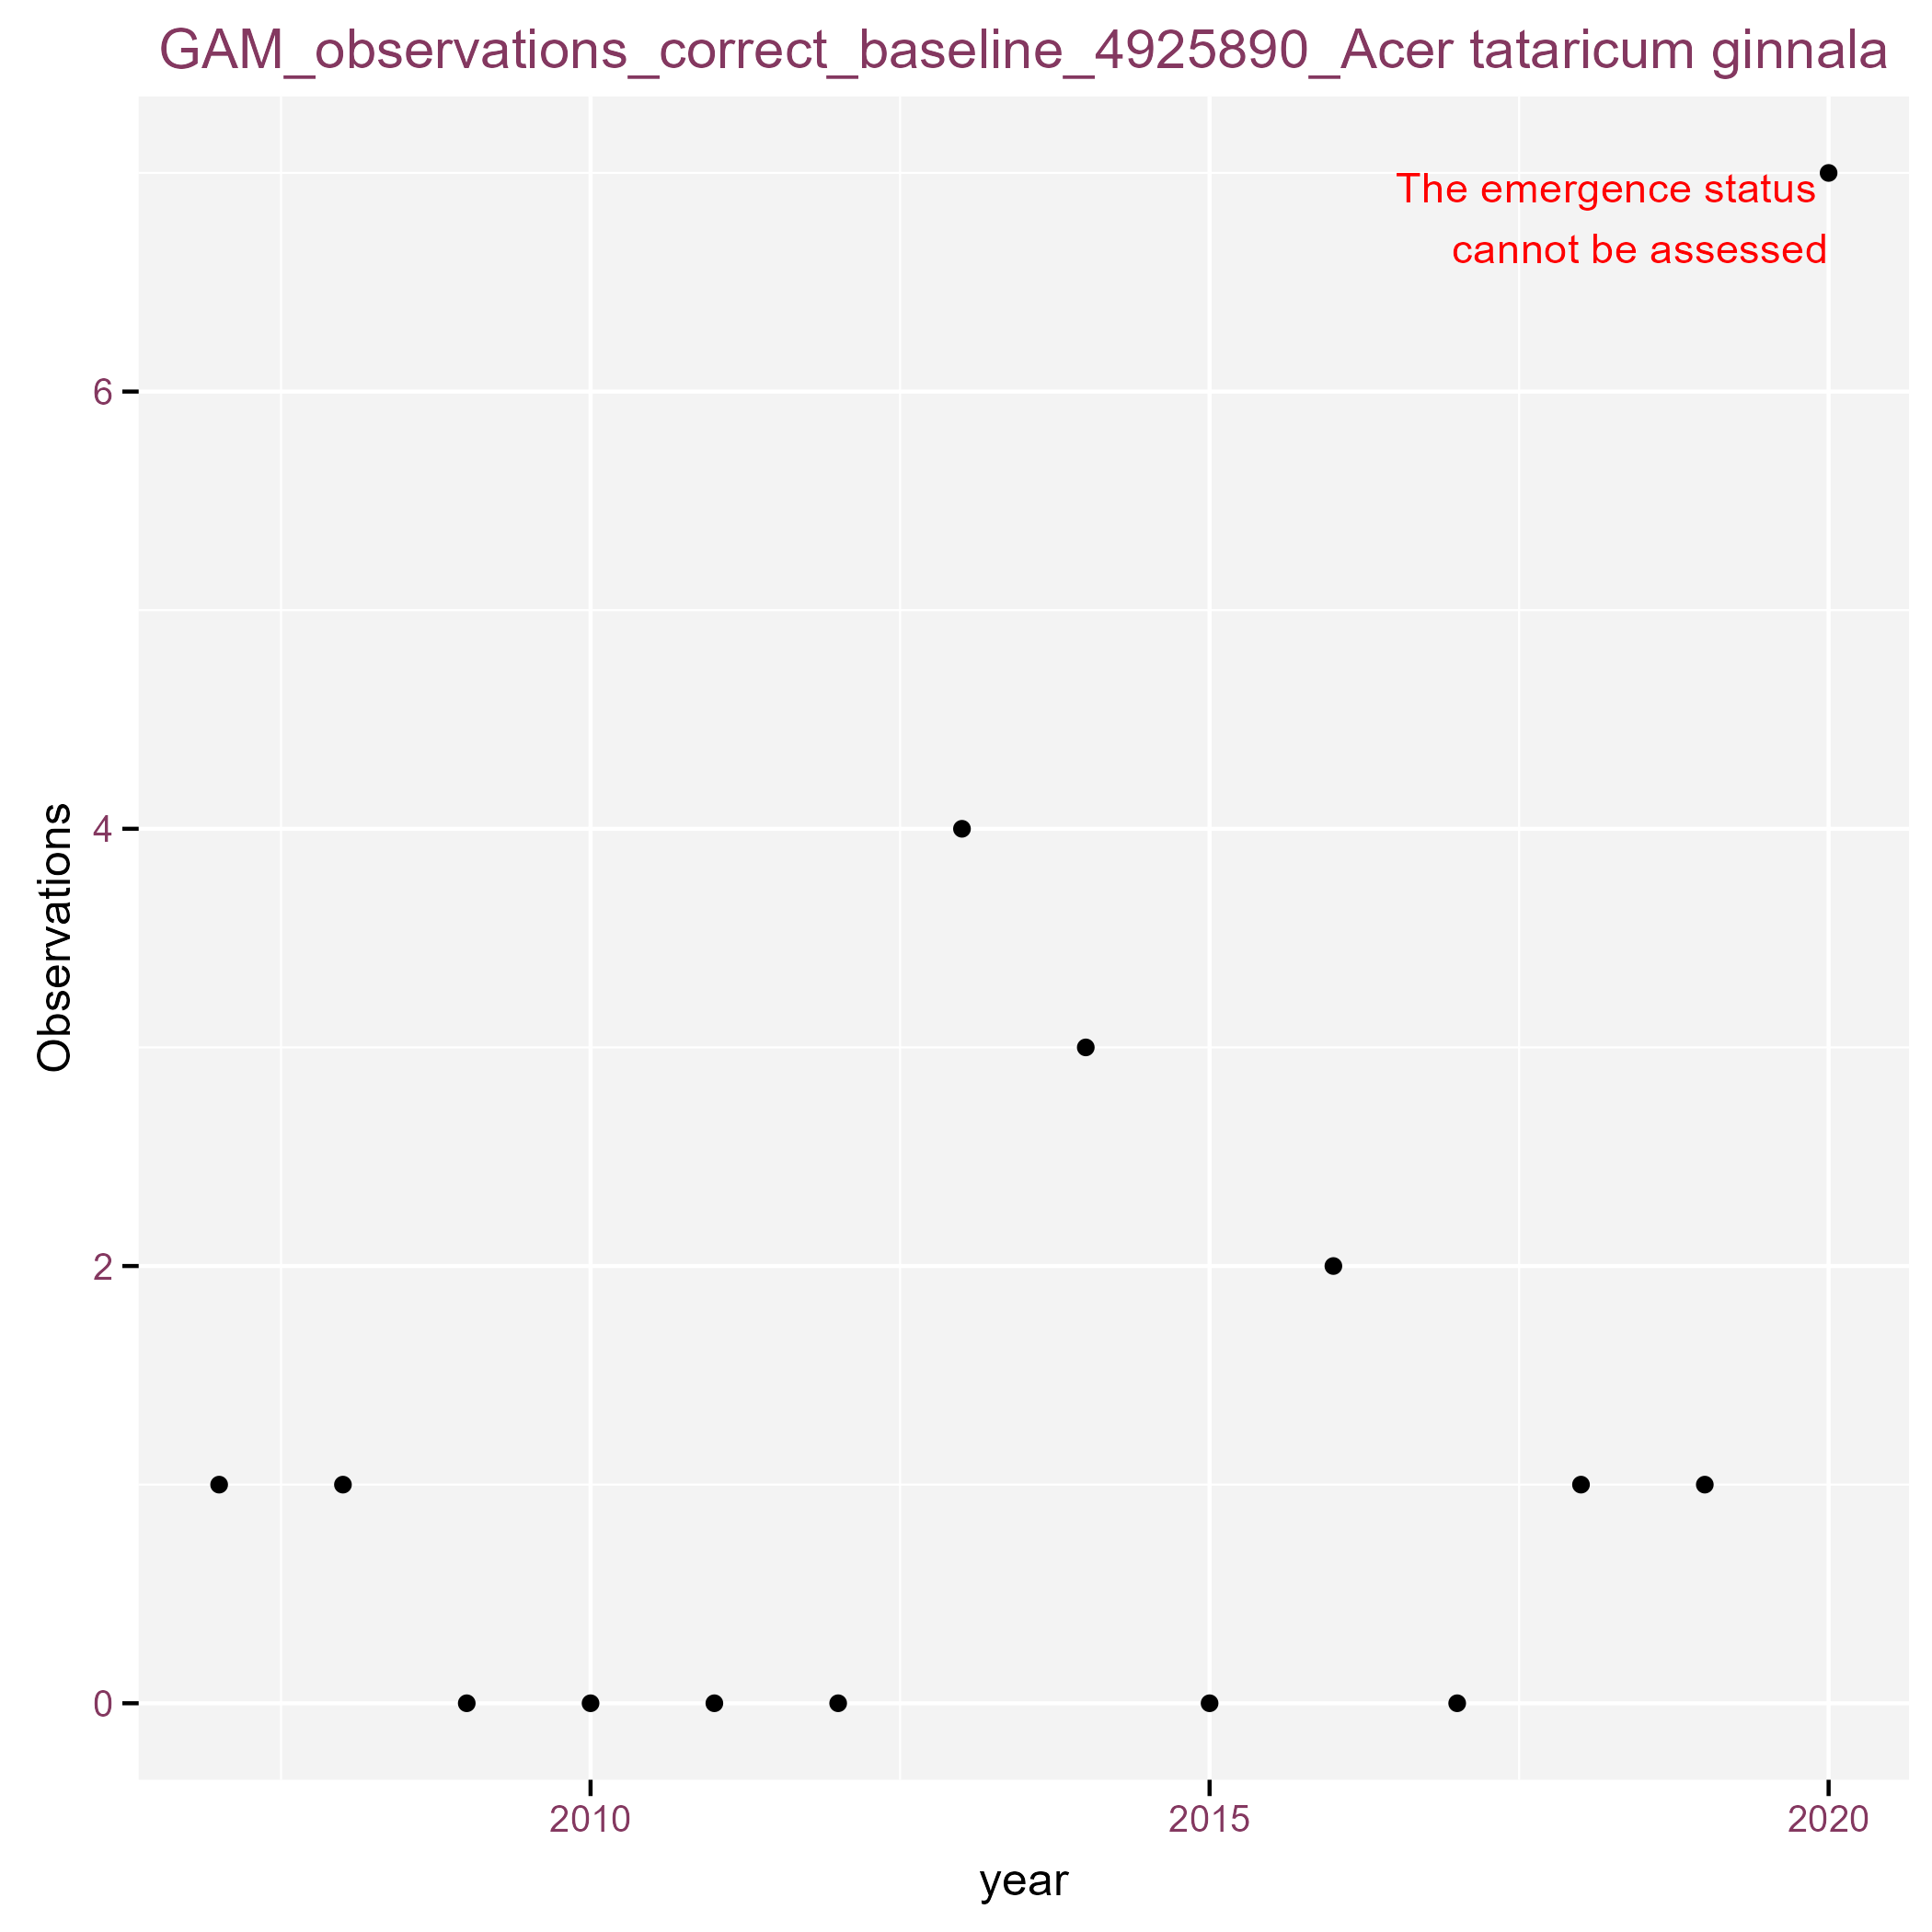 GAM_observations_correct_baseline_4925890_Acer tataricum ginnala
The emergence status
cannot be assessed
6
4
2
0
Observations
2010 2015 2020
year